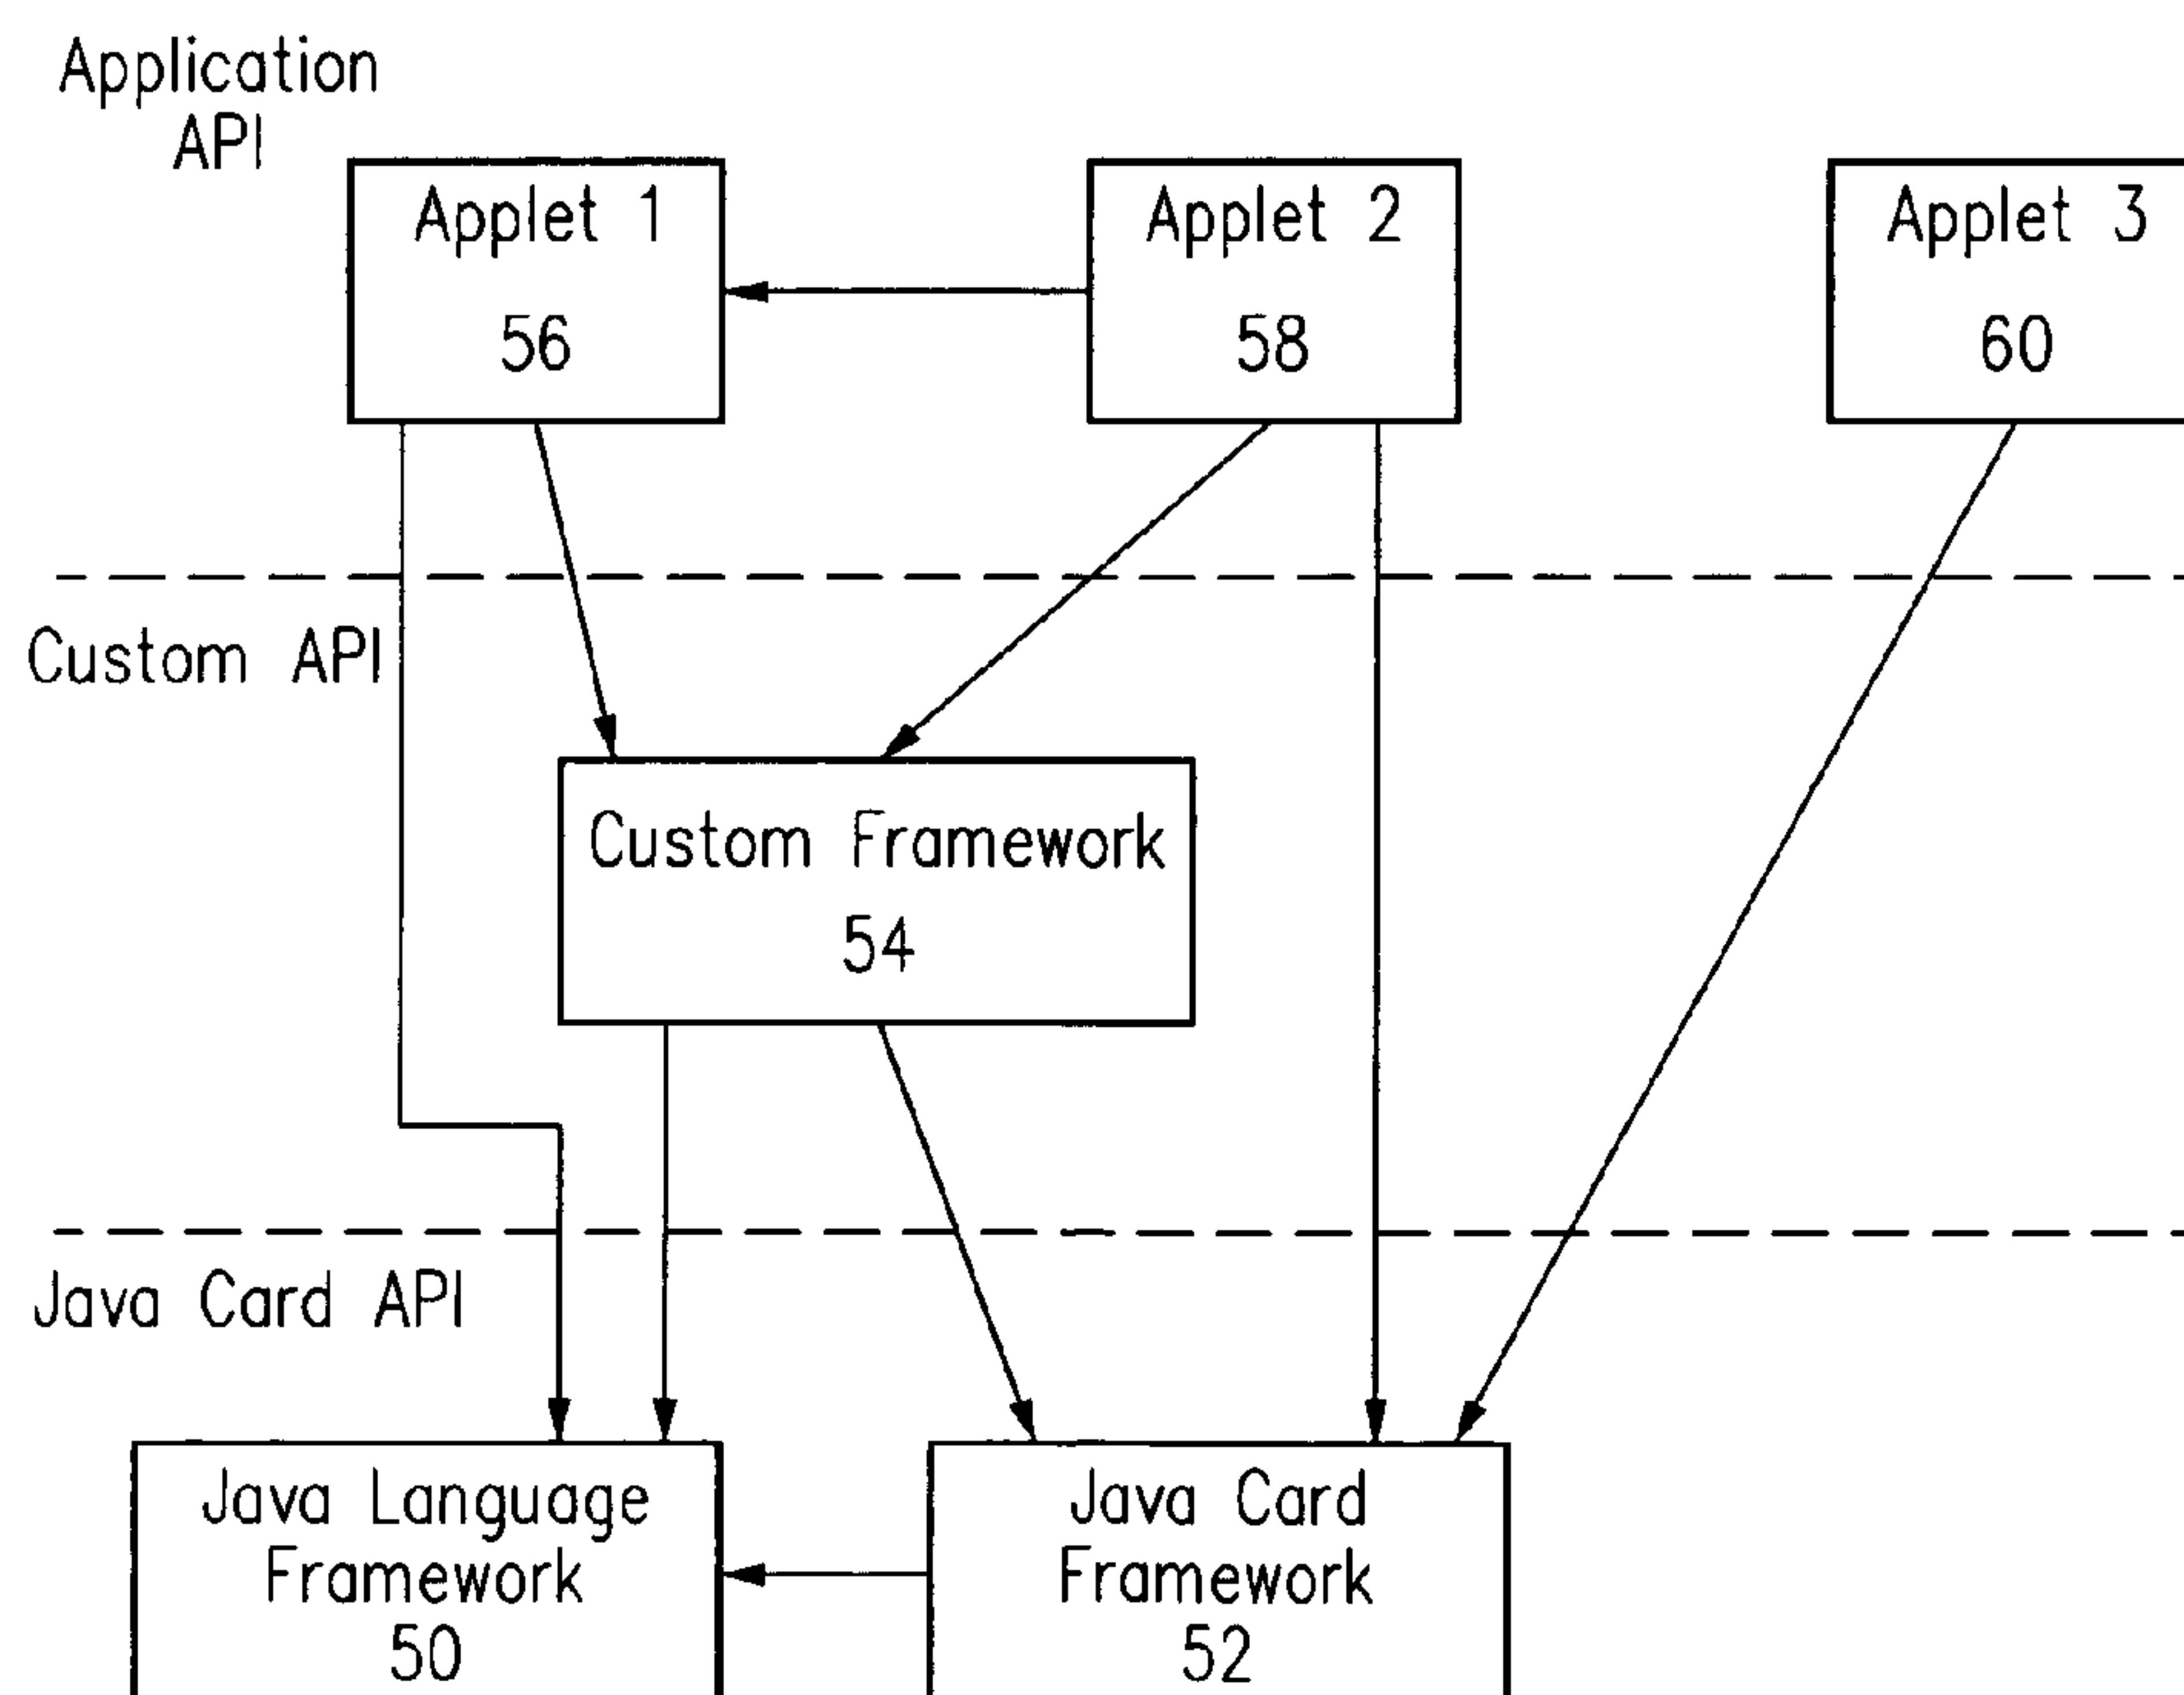 Application
API
Applet 1
56
Applet 2
58
Applet 3
60
Custom API
Custom Framework
54
Java Card API
Java Language
Framework
50
Java Card
Framework
52